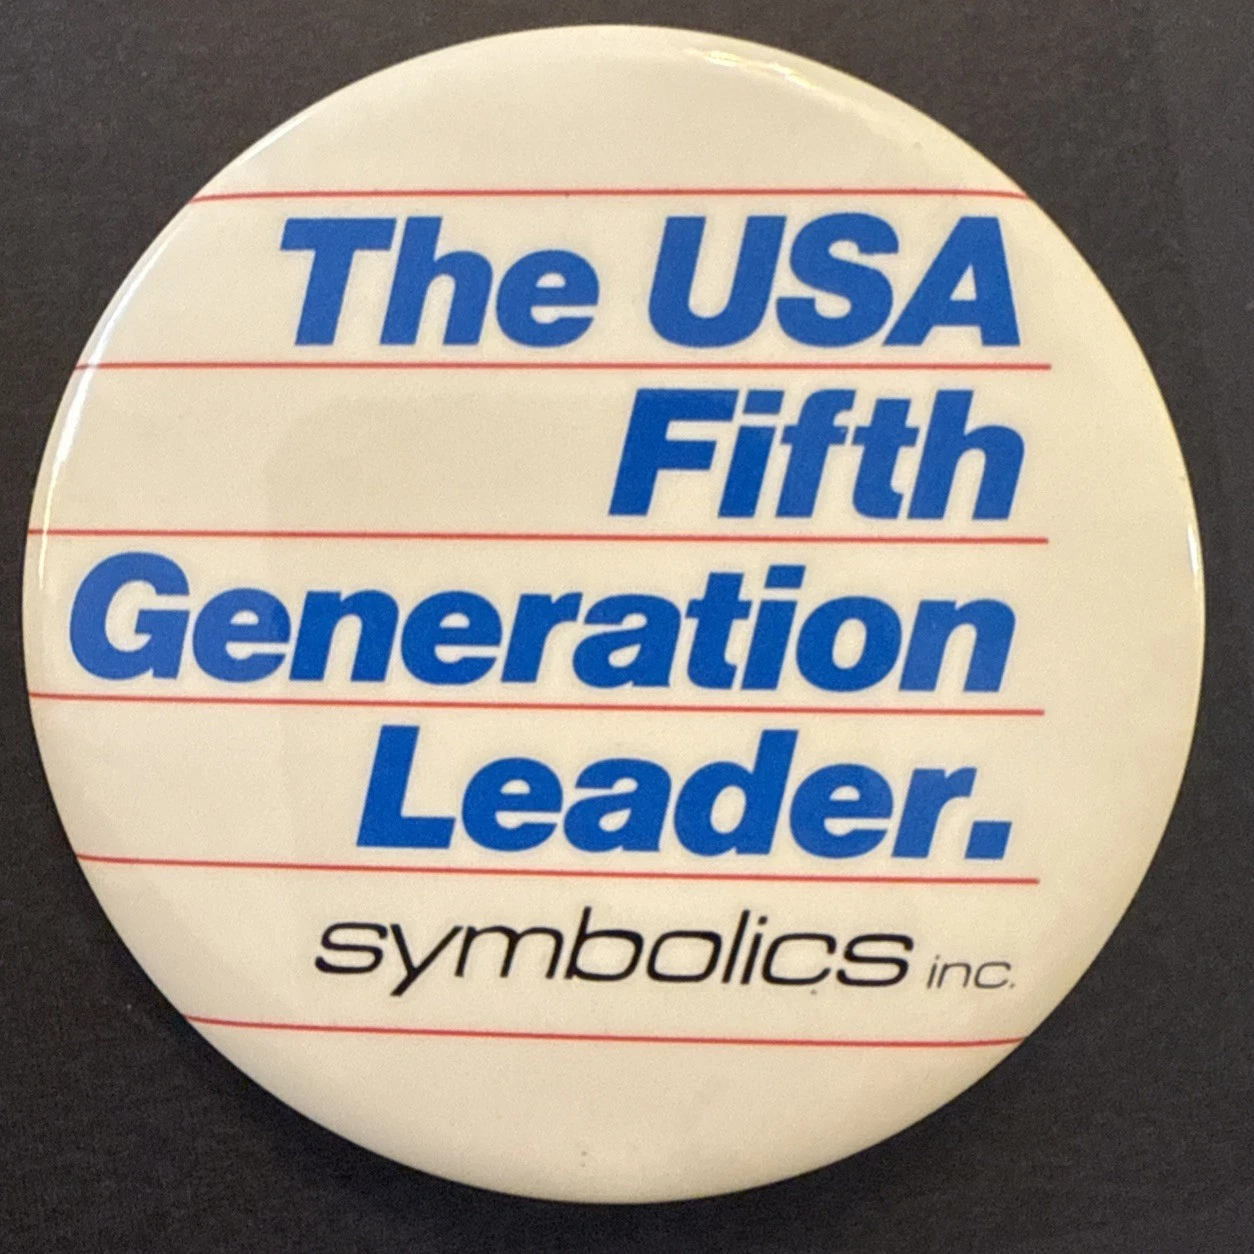 The USA
Fifth
Generation
Leader.
symbolics inc.